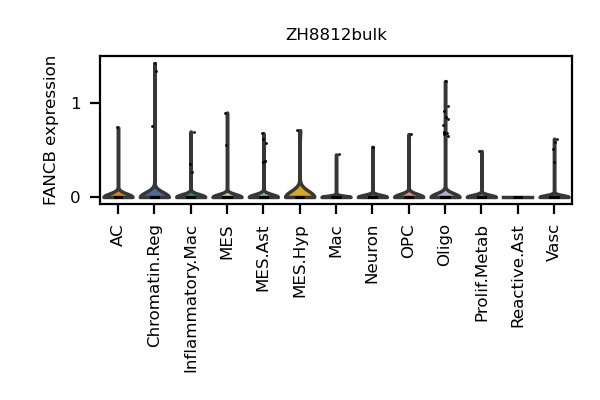 ZH8812bulk
FANCB expression
1
0
AC
Chromatin.Reg
Inflammatory.Mac
MES
MES.Ast
MES.Hyp
Mac
Neuron
OPC
Oligo
Prolif.Metab
Reactive.Ast
Vasc